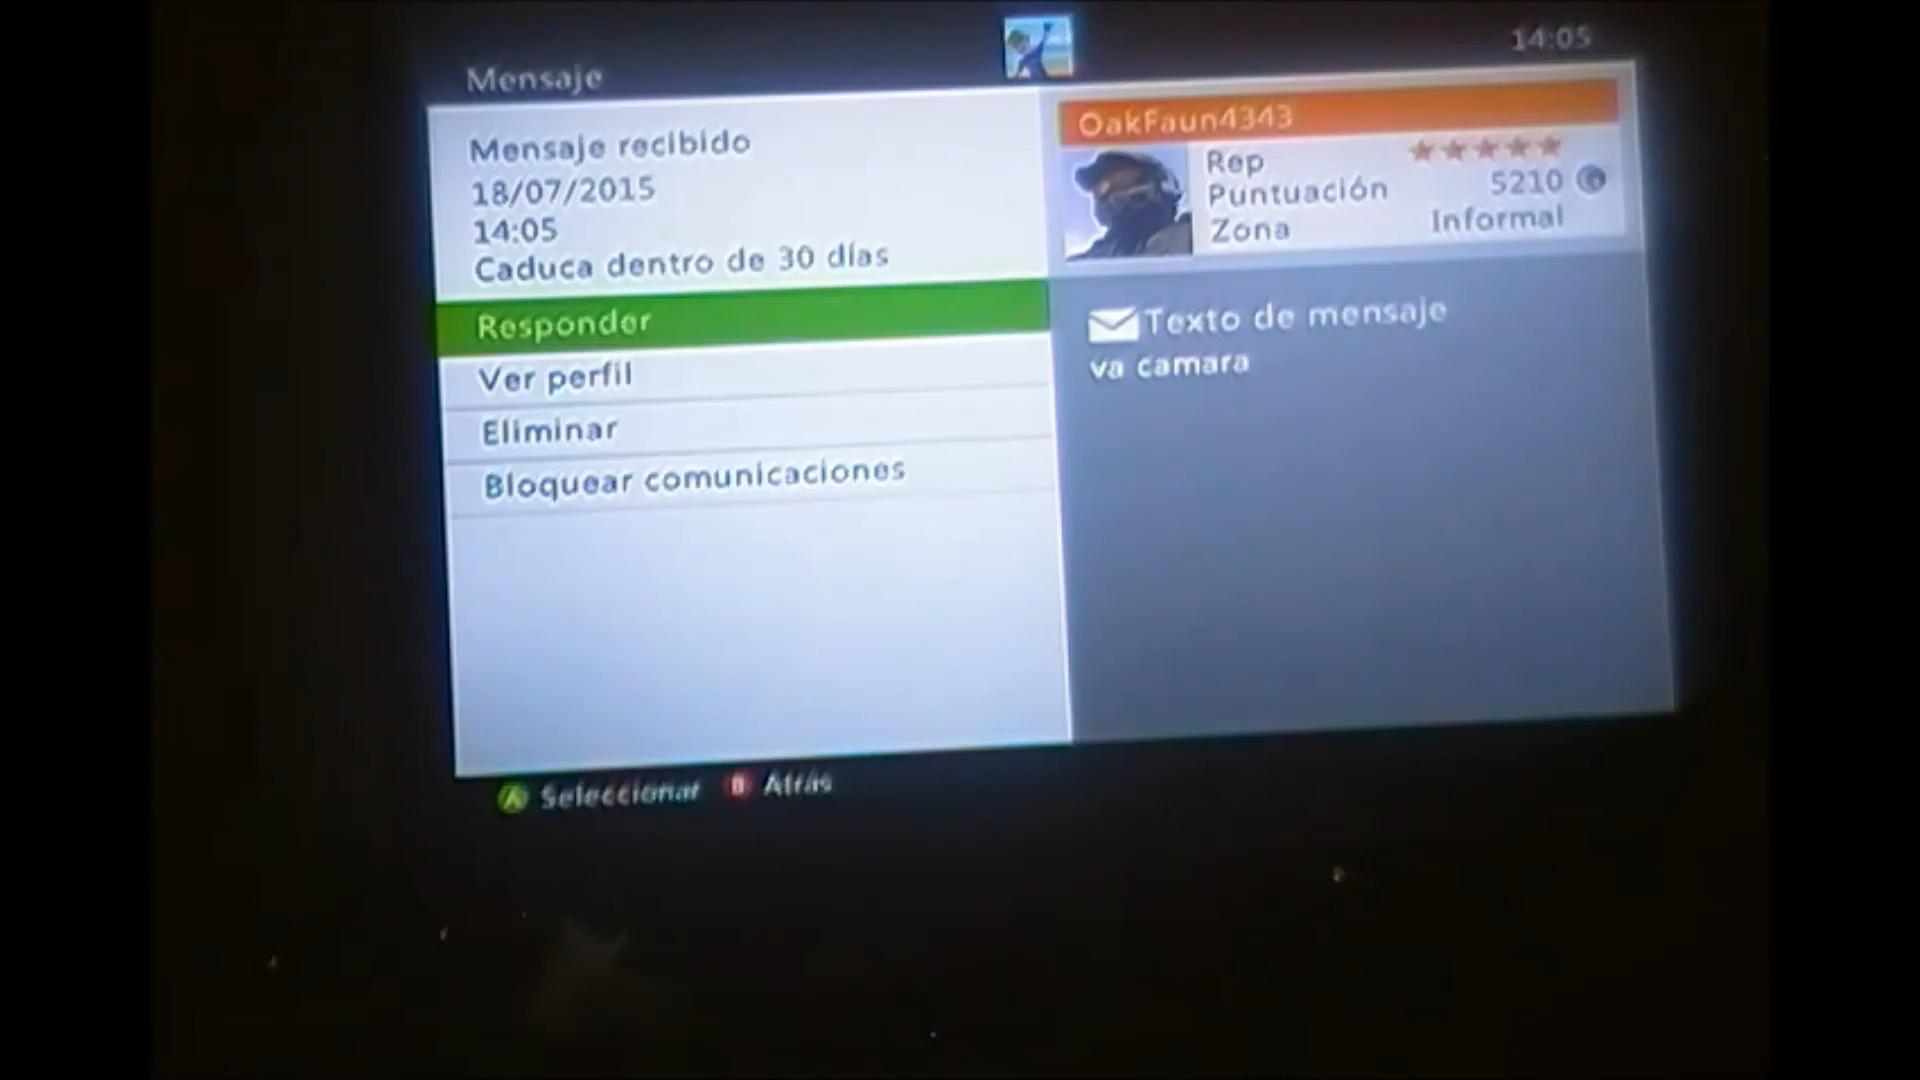 14:05
Mensaje
Mensaje recibido
18/07/2015
14:05
Caduca dentro de 30 días
Responder
Ver perfil
Eliminar
Bloquear comunicaciones
OakFaun4343
Rep
Puntuación 5210 G
Zona Informal
Texto de mensaje
va camara
A Seleccionar B Atrás